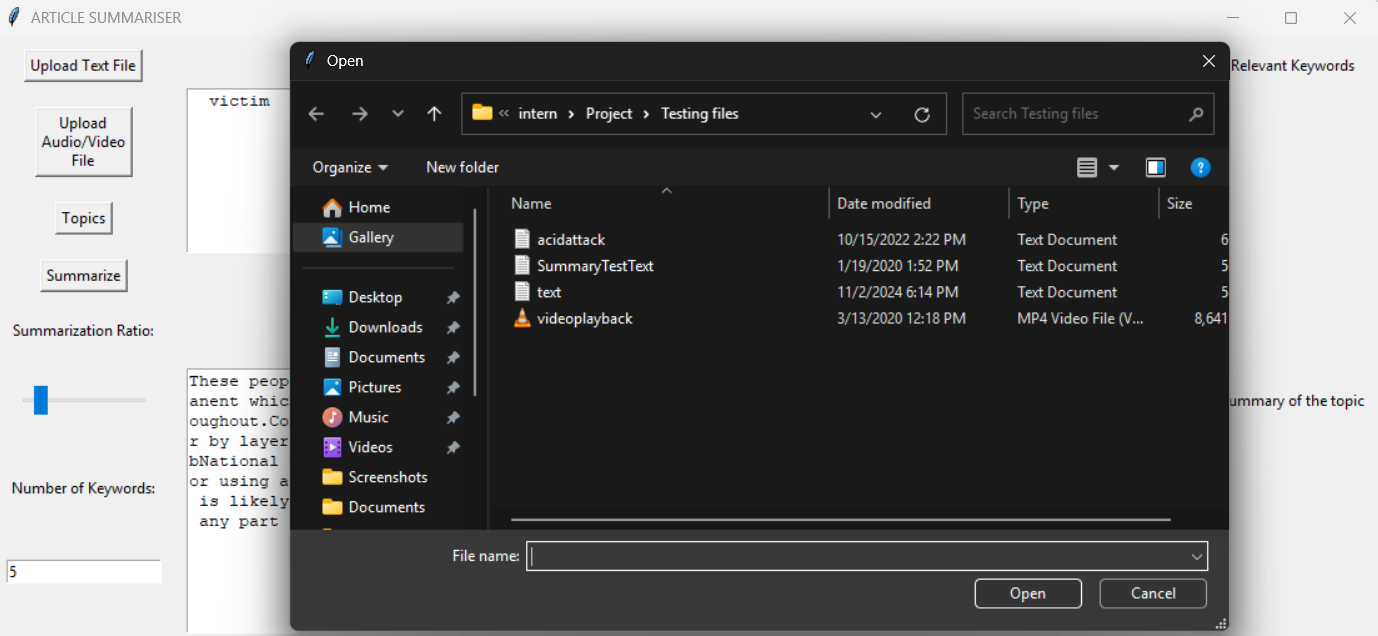 ARTICLE SUMMARISER
Upload Text File
Upload
Audio/Video
File
Topics
Summarize
Summarization Ratio:
Number of Keywords:
5
victim
These peop
anent whic
oughout.Co
r by layer
bNational
or using a
is likely
any part
Open
« intern > Project > Testing files
Search Testing files
Organize
New folder
?
Home
Gallery
Desktop
Downloads
Documents
Pictures
Music
Videos
Screenshots
Documents
Name Date modified Type Size
acidattack 10/15/2022 2:22 PM Text Document 6
SummaryTestText 1/19/2020 1:52 PM Text Document 5
text 11/2/2024 6:14 PM Text Document 5
videoplayback 3/13/2020 12:18 PM MP4 Video File (V... 8,641
File name:
Open
Cancel
Relevant Keywords
ummary of the topic